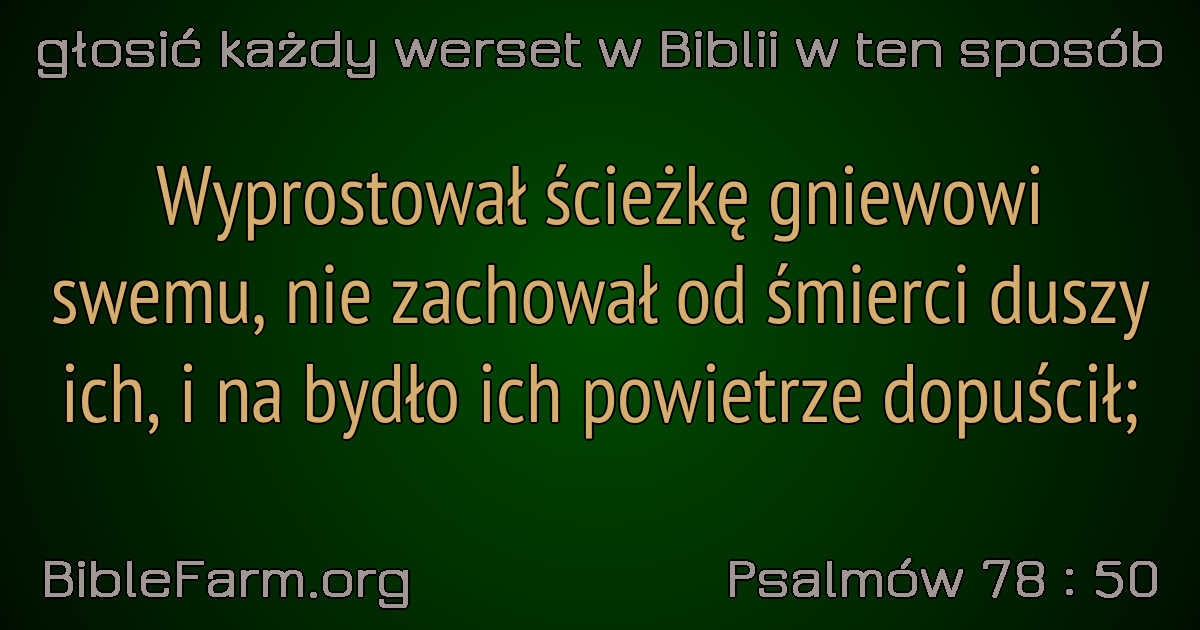 głosić każdy werset w Biblii w ten sposób
Wyprostował ścieżkę gniewowi
swemu, nie zachował od śmierci duszy
ich, i na bydło ich powietrze dopuścił;
BibleFarm.org
Psalmów 78 : 50